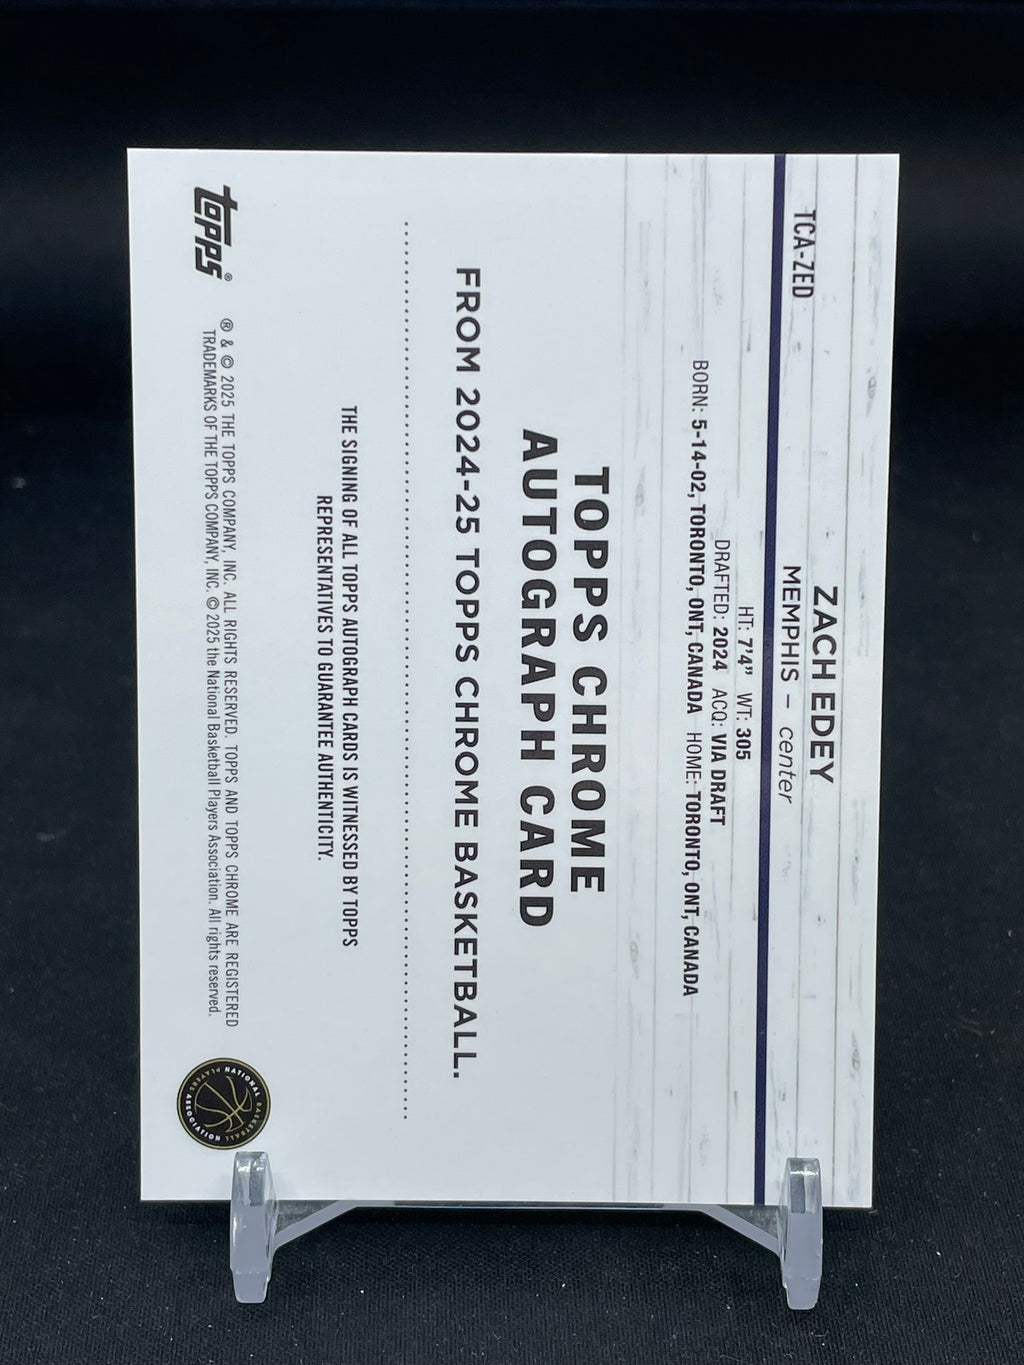 TCA-ZED
ZACH EDEY
MEMPHIS – center
HT: 7'4" WT: 305
DRAFTED: 2024 ACQ: VIA DRAFT
BORN: 5-14-02, TORONTO, ONT, CANADA HOME: TORONTO, ONT, CANADA
TOPPS CHROME
AUTOGRAPH CARD
FROM 2024-25 TOPPS CHROME BASKETBALL.
THE SIGNING OF ALL TOPPS AUTOGRAPH CARDS IS WITNESSED BY TOPPS
REPRESENTATIVES TO GUARANTEE AUTHENTICITY.
topps®
® & © 2025 THE TOPPS COMPANY, INC. ALL RIGHTS RESERVED. TOPPS AND TOPPS CHROME ARE REGISTERED
TRADEMARKS OF THE TOPPS COMPANY, INC. © 2025 the National Basketball Players Association. All rights reserved.
NATIONAL BASKETBALL
PLAYERS ASSOCIATION